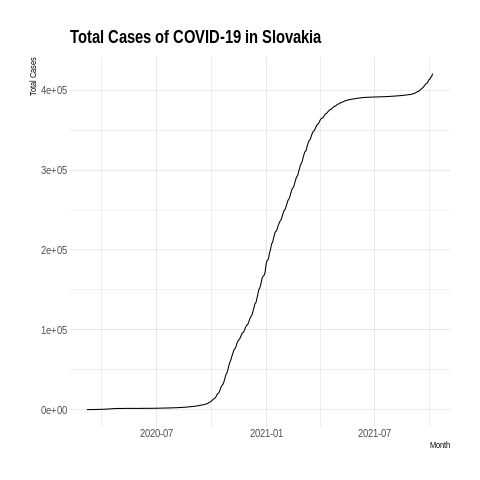 Total Cases of COVID-19 in Slovakia
Total Cases
4e+05
3e+05
2e+05
1e+05
0e+00
2020-07 2021-01 2021-07
Month